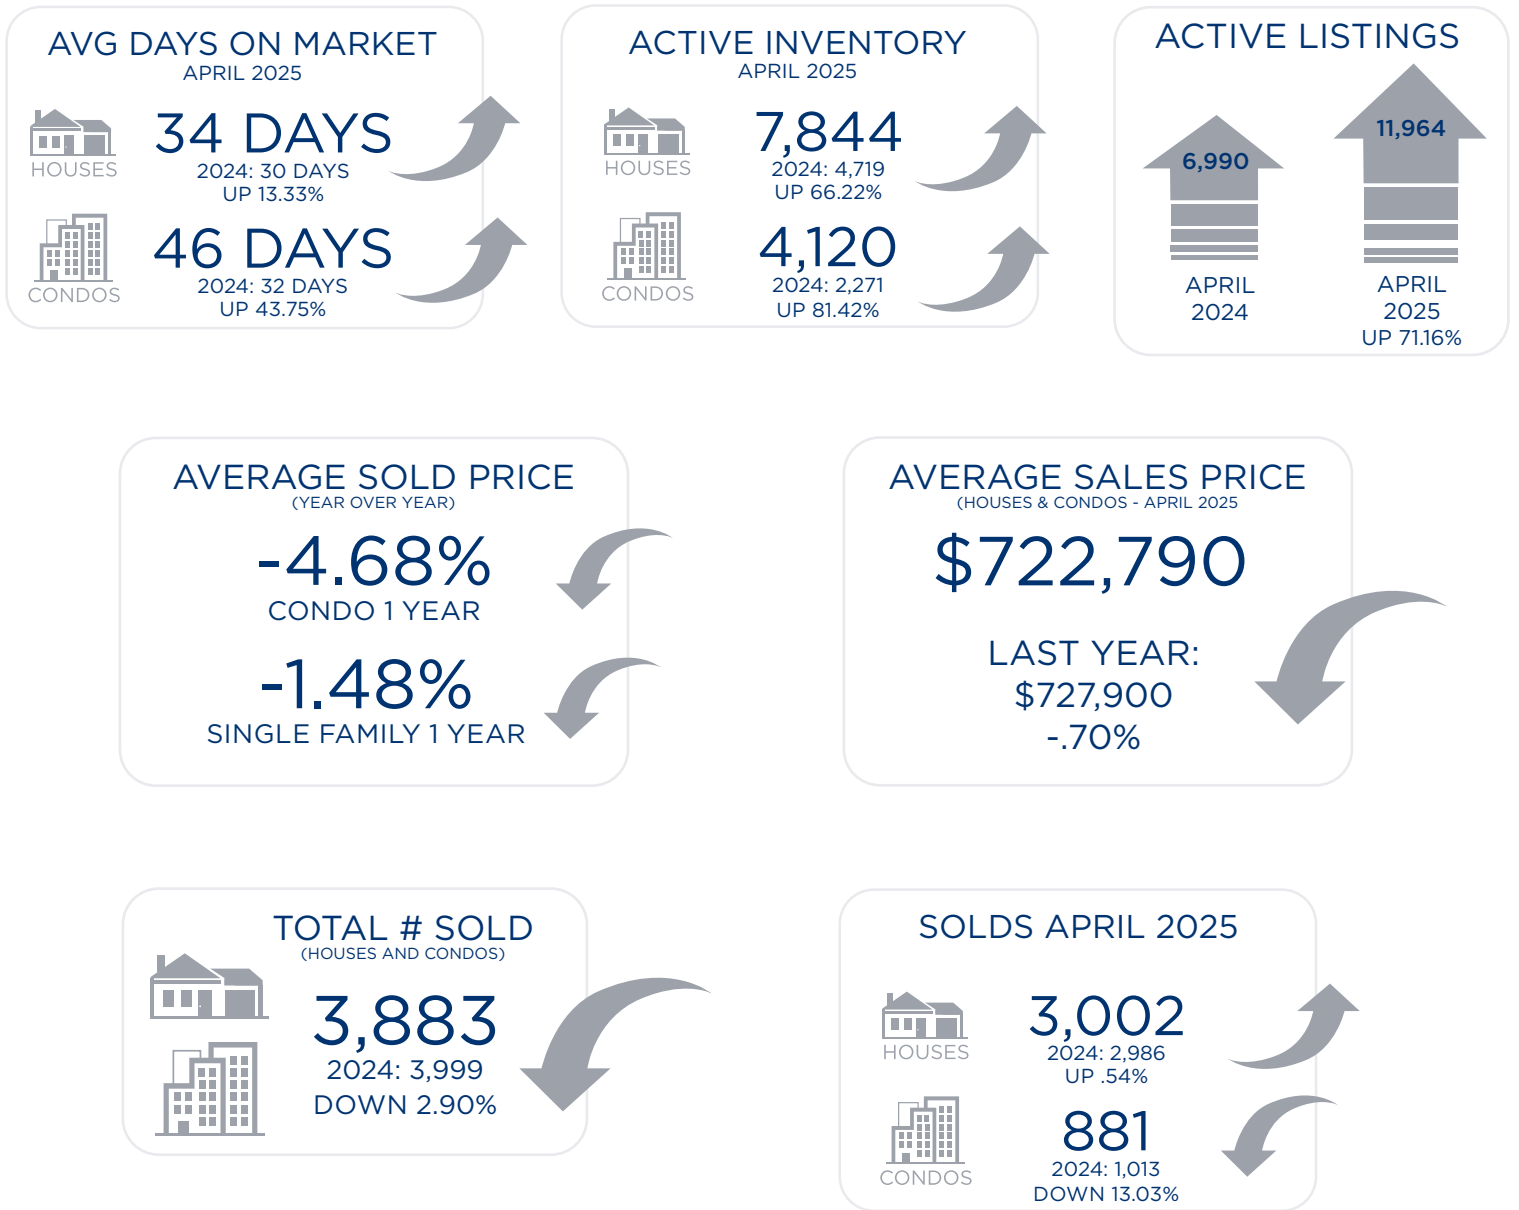 AVG DAYS ON MARKET
APRIL 2025
34 DAYS
HOUSES
2024: 30 DAYS
UP 13.33%
46 DAYS
CONDOS
2024: 32 DAYS
UP 43.75%
ACTIVE INVENTORY
APRIL 2025
7,844
HOUSES
2024: 4,719
UP 66.22%
4,120
CONDOS
2024: 2,271
UP 81.42%
ACTIVE LISTINGS
6,990
APRIL
2024
11,964
APRIL
2025
UP 71.16%
AVERAGE SOLD PRICE
(YEAR OVER YEAR)
-4.68%
CONDO 1 YEAR
-1.48%
SINGLE FAMILY 1 YEAR
AVERAGE SALES PRICE
(HOUSES & CONDOS - APRIL 2025
$722,790
LAST YEAR:
$727,900
-.70%
TOTAL # SOLD
(HOUSES AND CONDOS)
3,883
2024: 3,999
DOWN 2.90%
SOLDS APRIL 2025
3,002
HOUSES
2024: 2,986
UP .54%
881
CONDOS
2024: 1,013
DOWN 13.03%